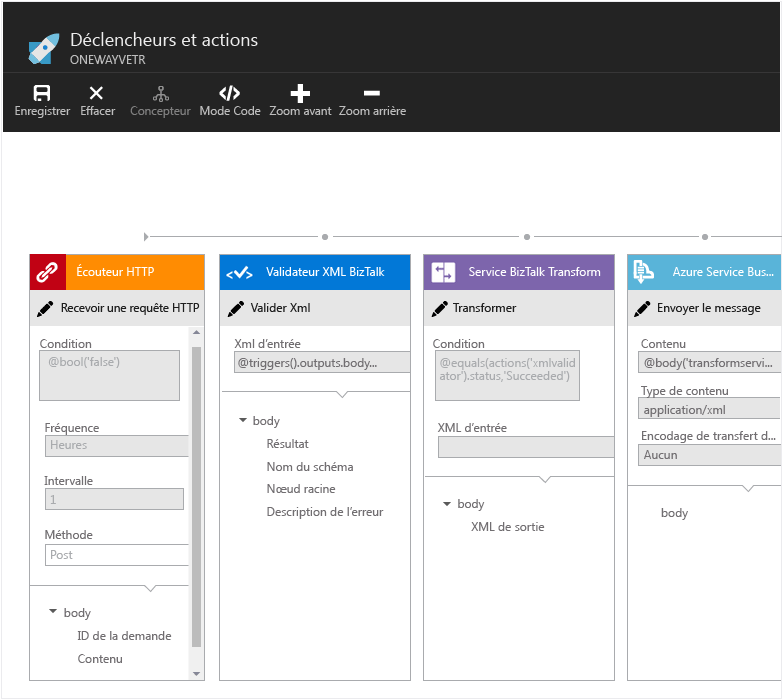 Déclencheurs et actions
ONEWAYVETR
Enregistrer Effacer Concepteur Mode Code Zoom avant Zoom arrière
Écouteur HTTP
Recevoir une requête HTTP
Condition
@bool('false')
Fréquence
Heures
Intervalle
1
Méthode
Post
body
ID de la demande
Contenu
Validateur XML BizTalk
Valider Xml
Xml d'entrée
@triggers().outputs.body...
body
Résultat
Nom du schéma
Nœud racine
Description de l'erreur
Service BizTalk Transform
Transformer
Condition
@equals(actions('xmlvalid
ator').status,'Succeeded')
XML d'entrée
body
XML de sortie
Azure Service Bus...
Envoyer le message
Contenu
@body('transformservi...
Type de contenu
application/xml
Encodage de transfert d...
Aucun
body